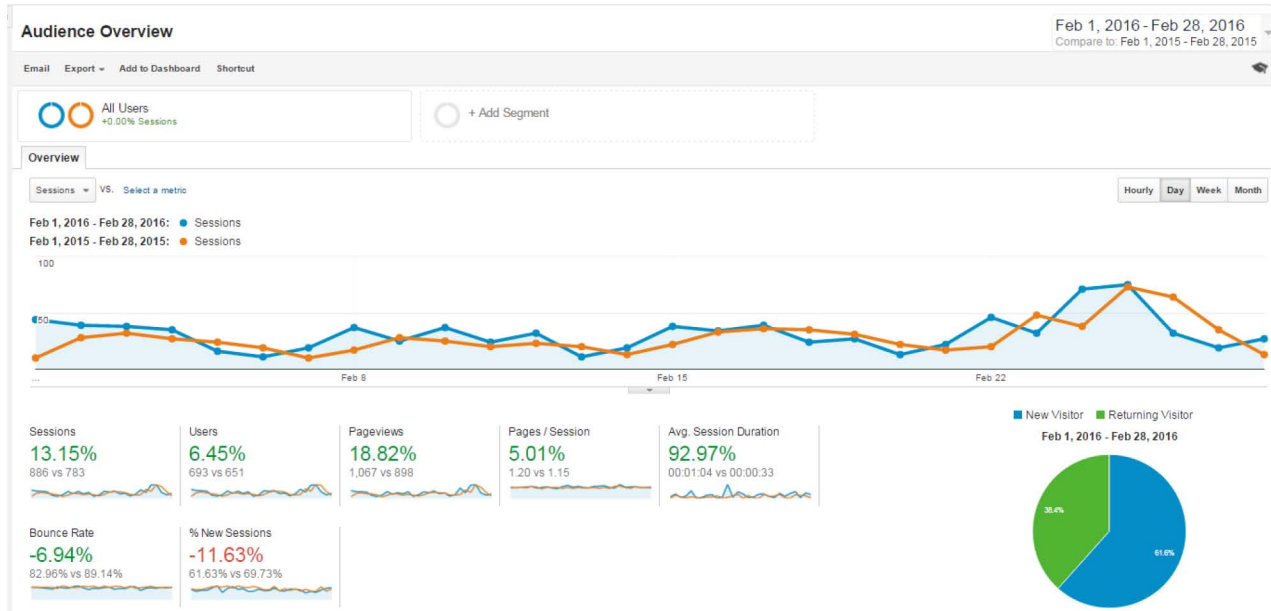 Audience Overview
Feb 1, 2016 - Feb 28, 2016
Compare to: Feb 1, 2015 - Feb 28, 2015
Email Export Add to Dashboard Shortcut
All Users
+0.00% Sessions
+ Add Segment
Overview
Sessions VS. Select a metric
Hourly Day Week Month
Feb 1, 2016 - Feb 28, 2016: Sessions
Feb 1, 2015 - Feb 28, 2015: Sessions
100
50
... Feb 8 Feb 15 Feb 22
New Visitor Returning Visitor
Feb 1, 2016 - Feb 28, 2016
38.4%
61.6%
Sessions
13.15%
886 vs 783
Users
6.45%
693 vs 651
Pageviews
18.82%
1,067 vs 898
Pages / Session
5.01%
1.20 vs 1.15
Avg. Session Duration
92.97%
00:01:04 vs 00:00:33
Bounce Rate
-6.94%
82.96% vs 89.14%
% New Sessions
-11.63%
61.63% vs 69.73%